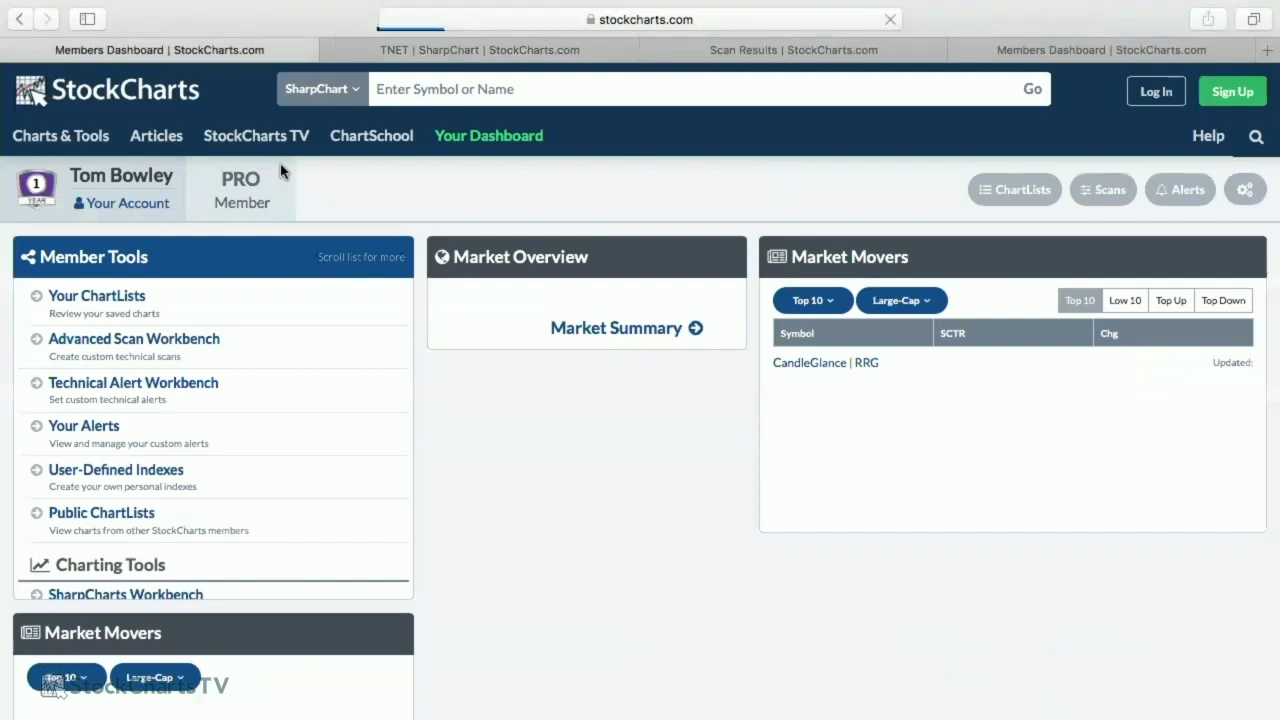 stockcharts.com
Members Dashboard | StockCharts.com
TNET | SharpChart | StockCharts.com
Scan Results | StockCharts.com
Members Dashboard | StockCharts.com
StockCharts
SharpChart
Enter Symbol or Name
Go
Log In
Sign Up
Charts & Tools
Articles
StockCharts TV
ChartSchool
Your Dashboard
Help
1
YEAR
Tom Bowley
Your Account
PRO
Member
ChartLists
Scans
Alerts
Member Tools
Scroll list for more
Your ChartLists
Review your saved charts
Advanced Scan Workbench
Create custom technical scans
Technical Alert Workbench
Set custom technical alerts
Your Alerts
View and manage your custom alerts
User-Defined Indexes
Create your own personal indexes
Public ChartLists
View charts from other StockCharts members
Charting Tools
SharpCharts Workbench
Market Overview
Market Summary
Market Movers
Top 10
Large-Cap
Top 10
Low 10
Top Up
Top Down
Symbol
SCTR
Chg
CandleGlance | RRG
Updated:
Market Movers
Top 10
Large-Cap
StockChartsTV